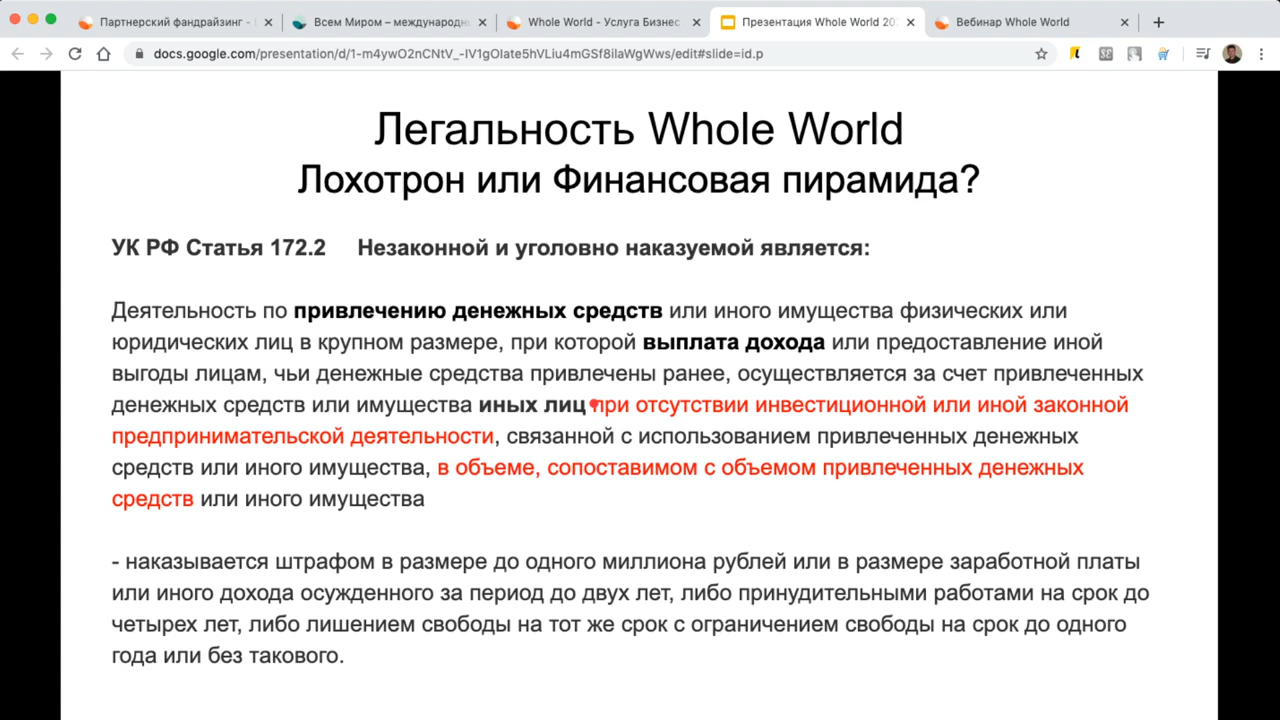 Партнерский фандрайзинг -
Всем Миром – международн
Whole World - Услуга Бизнес
Презентация Whole World 20
Вебинар Whole World
docs.google.com/presentation/d/1-m4ywO2nCNtV_-IV1gOIate5hVLiu4mGSf8iIaWgWws/edit#slide=id.p
Легальность Whole World
Лохотрон или Финансовая пирамида?
УК РФ Статья 172.2 Незаконной и уголовно наказуемой является:
Деятельность по привлечению денежных средств или иного имущества физических или
юридических лиц в крупном размере, при которой выплата дохода или предоставление иной
выгоды лицам, чьи денежные средства привлечены ранее, осуществляется за счет привлеченных
денежных средств или имущества иных лиц при отсутствии инвестиционной или иной законной
предпринимательской деятельности, связанной с использованием привлеченных денежных
средств или иного имущества, в объеме, сопоставимом с объемом привлеченных денежных
средств или иного имущества
- наказывается штрафом в размере до одного миллиона рублей или в размере заработной платы
или иного дохода осужденного за период до двух лет, либо принудительными работами на срок до
четырех лет, либо лишением свободы на тот же срок с ограничением свободы на срок до одного
года или без такового.